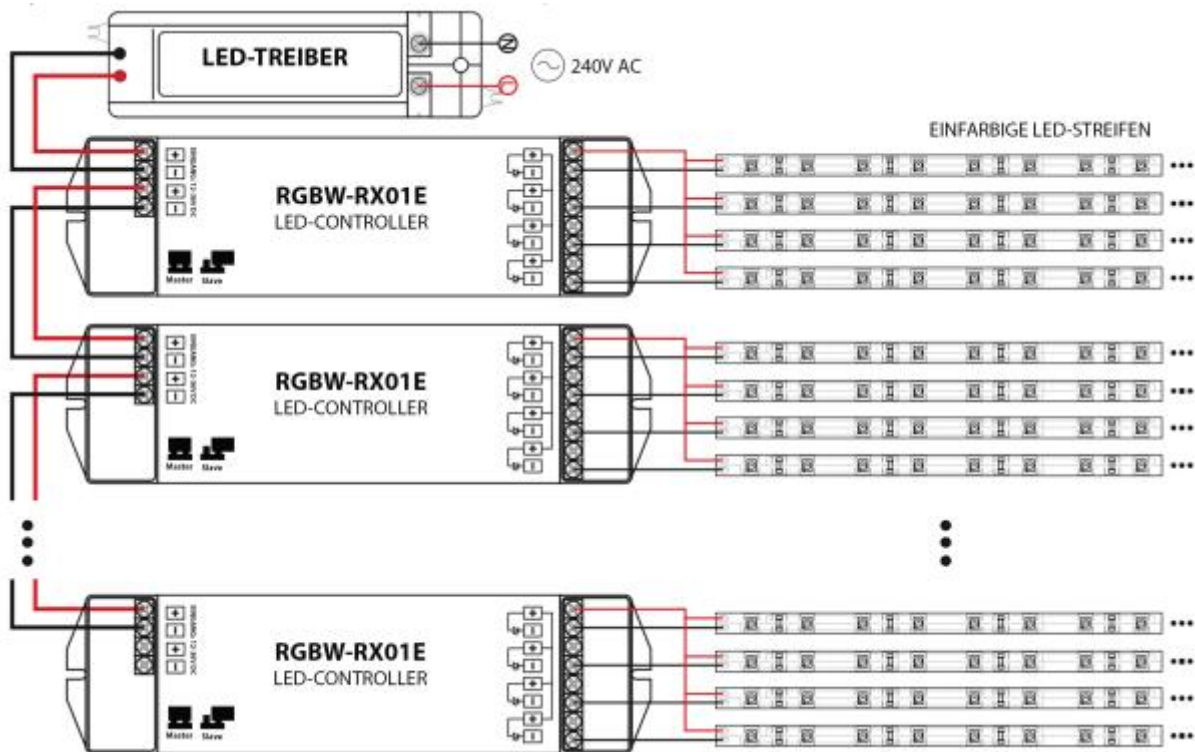 LED-TREIBER
N
L
240V AC
EINFARBIGE LED-STREIFEN
RGBW-RX01E
LED-CONTROLLER
Master Slave
RGBW-RX01E
LED-CONTROLLER
Master Slave
RGBW-RX01E
LED-CONTROLLER
Master Slave